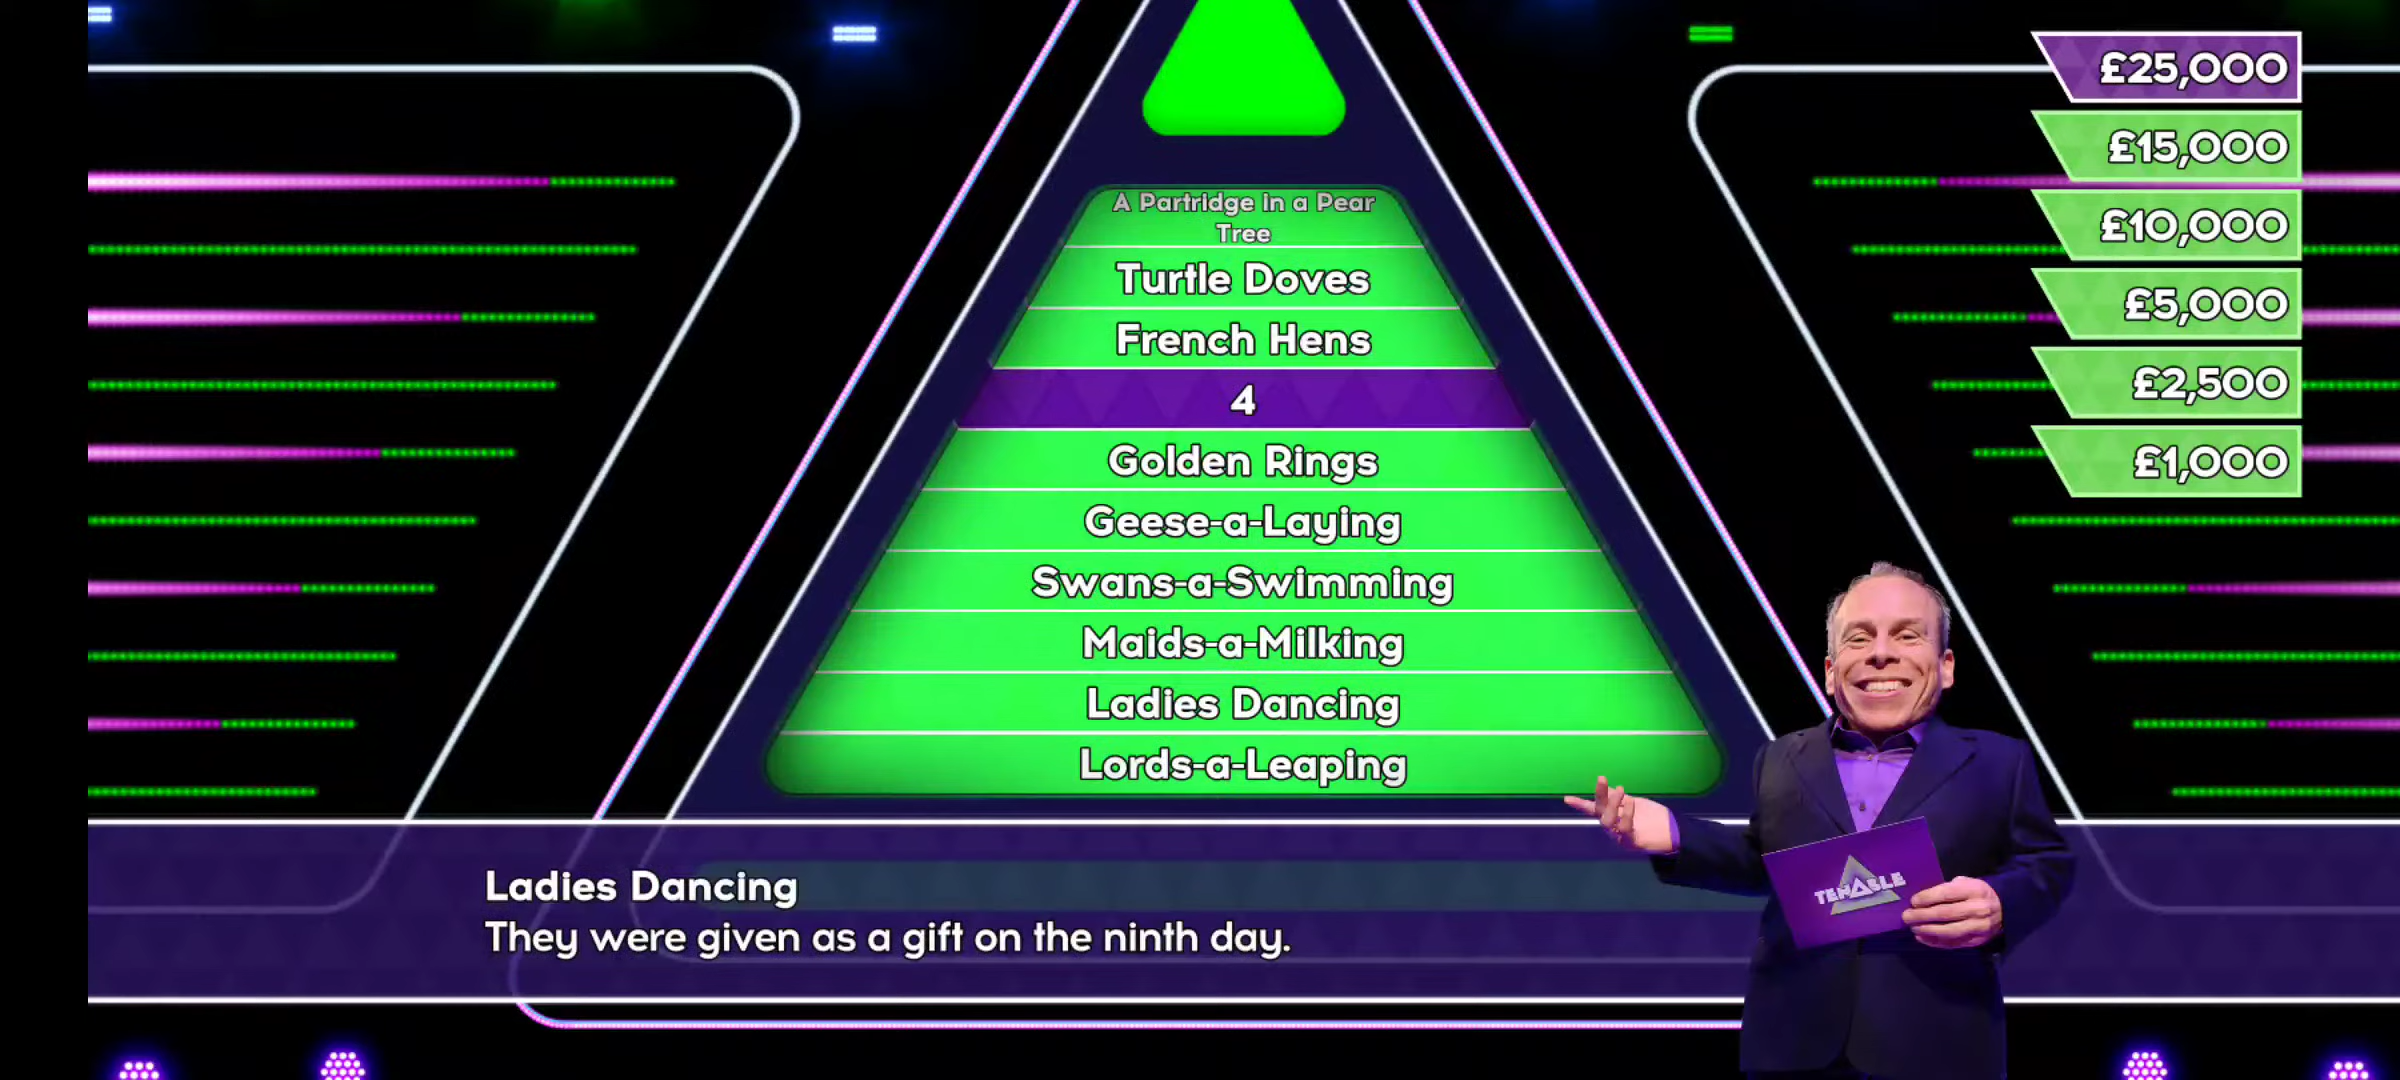 £25,000
£15,000
£10,000
£5,000
£2,500
£1,000
A Partridge in a Pear
Tree
Turtle Doves
French Hens
4
Golden Rings
Geese-a-Laying
Swans-a-Swimming
Maids-a-Milking
Ladies Dancing
Lords-a-Leaping
Ladies Dancing
They were given as a gift on the ninth day.
TENABLE